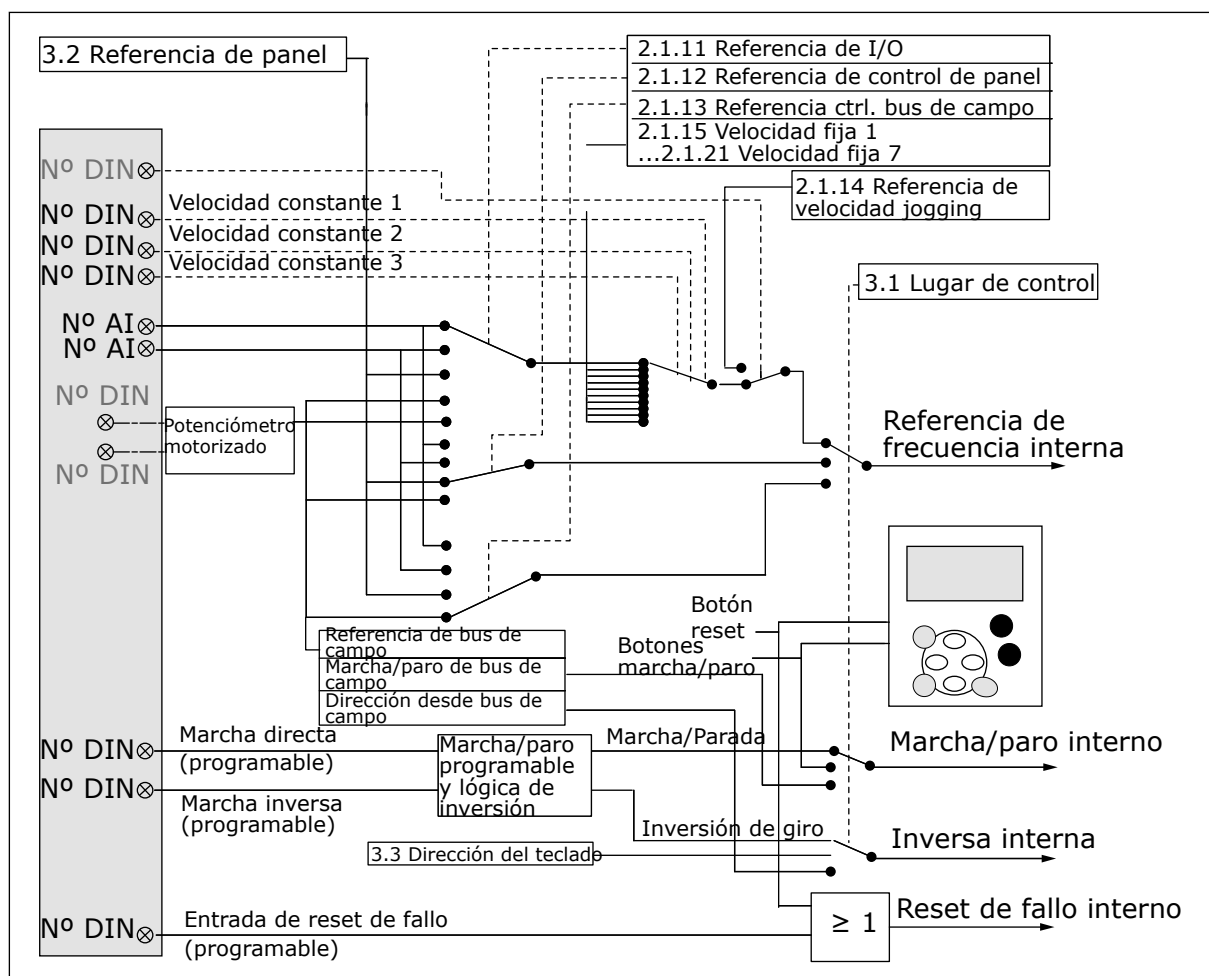 3.2 Referencia de panel
2.1.11 Referencia de I/O
2.1.12 Referencia de control de panel
2.1.13 Referencia ctrl. bus de campo
2.1.15 Velocidad fija 1
...2.1.21 Velocidad fija 7
2.1.14 Referencia de
velocidad jogging
3.1 Lugar de control
Nº DIN
Nº DIN
Velocidad constante 1
Nº DIN
Velocidad constante 2
Nº DIN
Velocidad constante 3
Nº AI
Nº AI
Nº DIN
Potenciómetro
motorizado
Nº DIN
Referencia de
frecuencia interna
Botón
reset
Botones
marcha/paro
Referencia de bus de
campo
Marcha/paro de bus de
campo
Dirección desde bus de
campo
Nº DIN
Marcha directa
(programable)
Nº DIN
Marcha inversa
(programable)
Marcha/paro
programable
y lógica de
inversión
Marcha/Parada
Marcha/paro interno
Inversión de giro
Inversa interna
3.3 Dirección del teclado
Nº DIN
Entrada de reset de fallo
(programable)
≥ 1
Reset de fallo interno